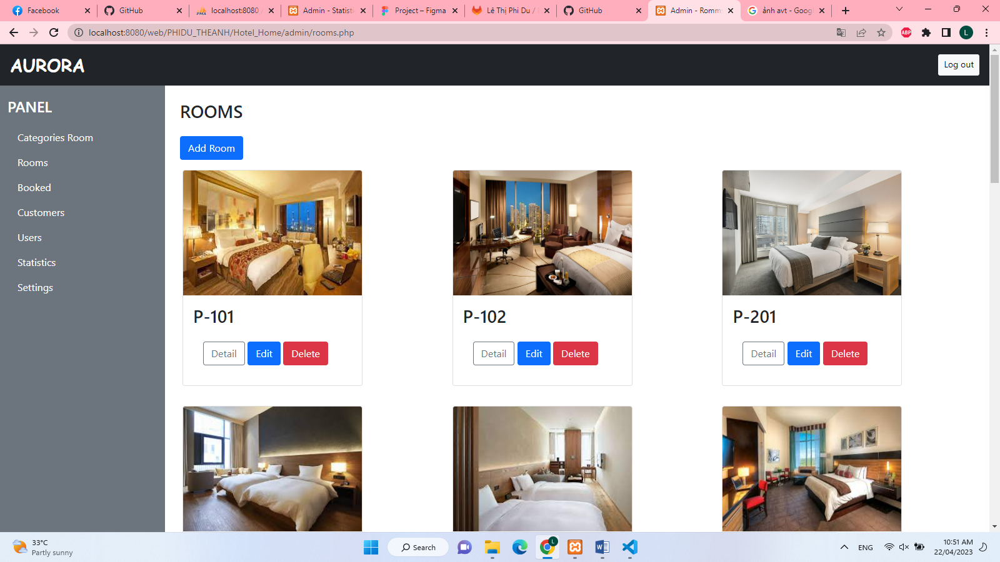 Facebook
GitHub
localhost:8080 /
Admin - Statisti
Project – Figma
Lê Thị Phi Du /
GitHub
Admin - Romms
ảnh avt - Goog
localhost:8080/web/PHIDU_THEANH/Hotel_Home/admin/rooms.php
ABP
L
AURORA
Log out
PANEL
Categories Room
Rooms
Booked
Customers
Users
Statistics
Settings
ROOMS
Add Room
P-101
Detail Edit Delete
P-102
Detail Edit Delete
P-201
Detail Edit Delete
33°C
Partly sunny
Search
L
ENG
10:51 AM
22/04/2023